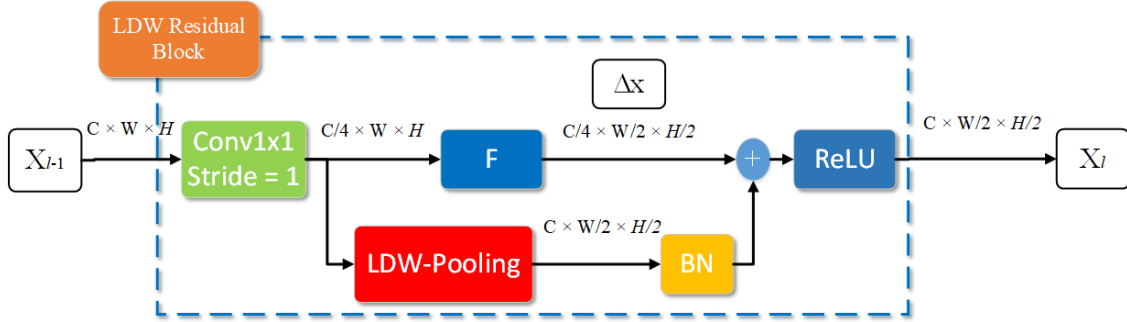 LDW Residual
Block
Δx
C × W × H
C/4 × W × H
C/4 × W/2 × H/2
C × W/2 × H/2
Xl-1
Conv1x1
Stride = 1
F
+
ReLU
Xl
C × W/2 × H/2
LDW-Pooling
BN